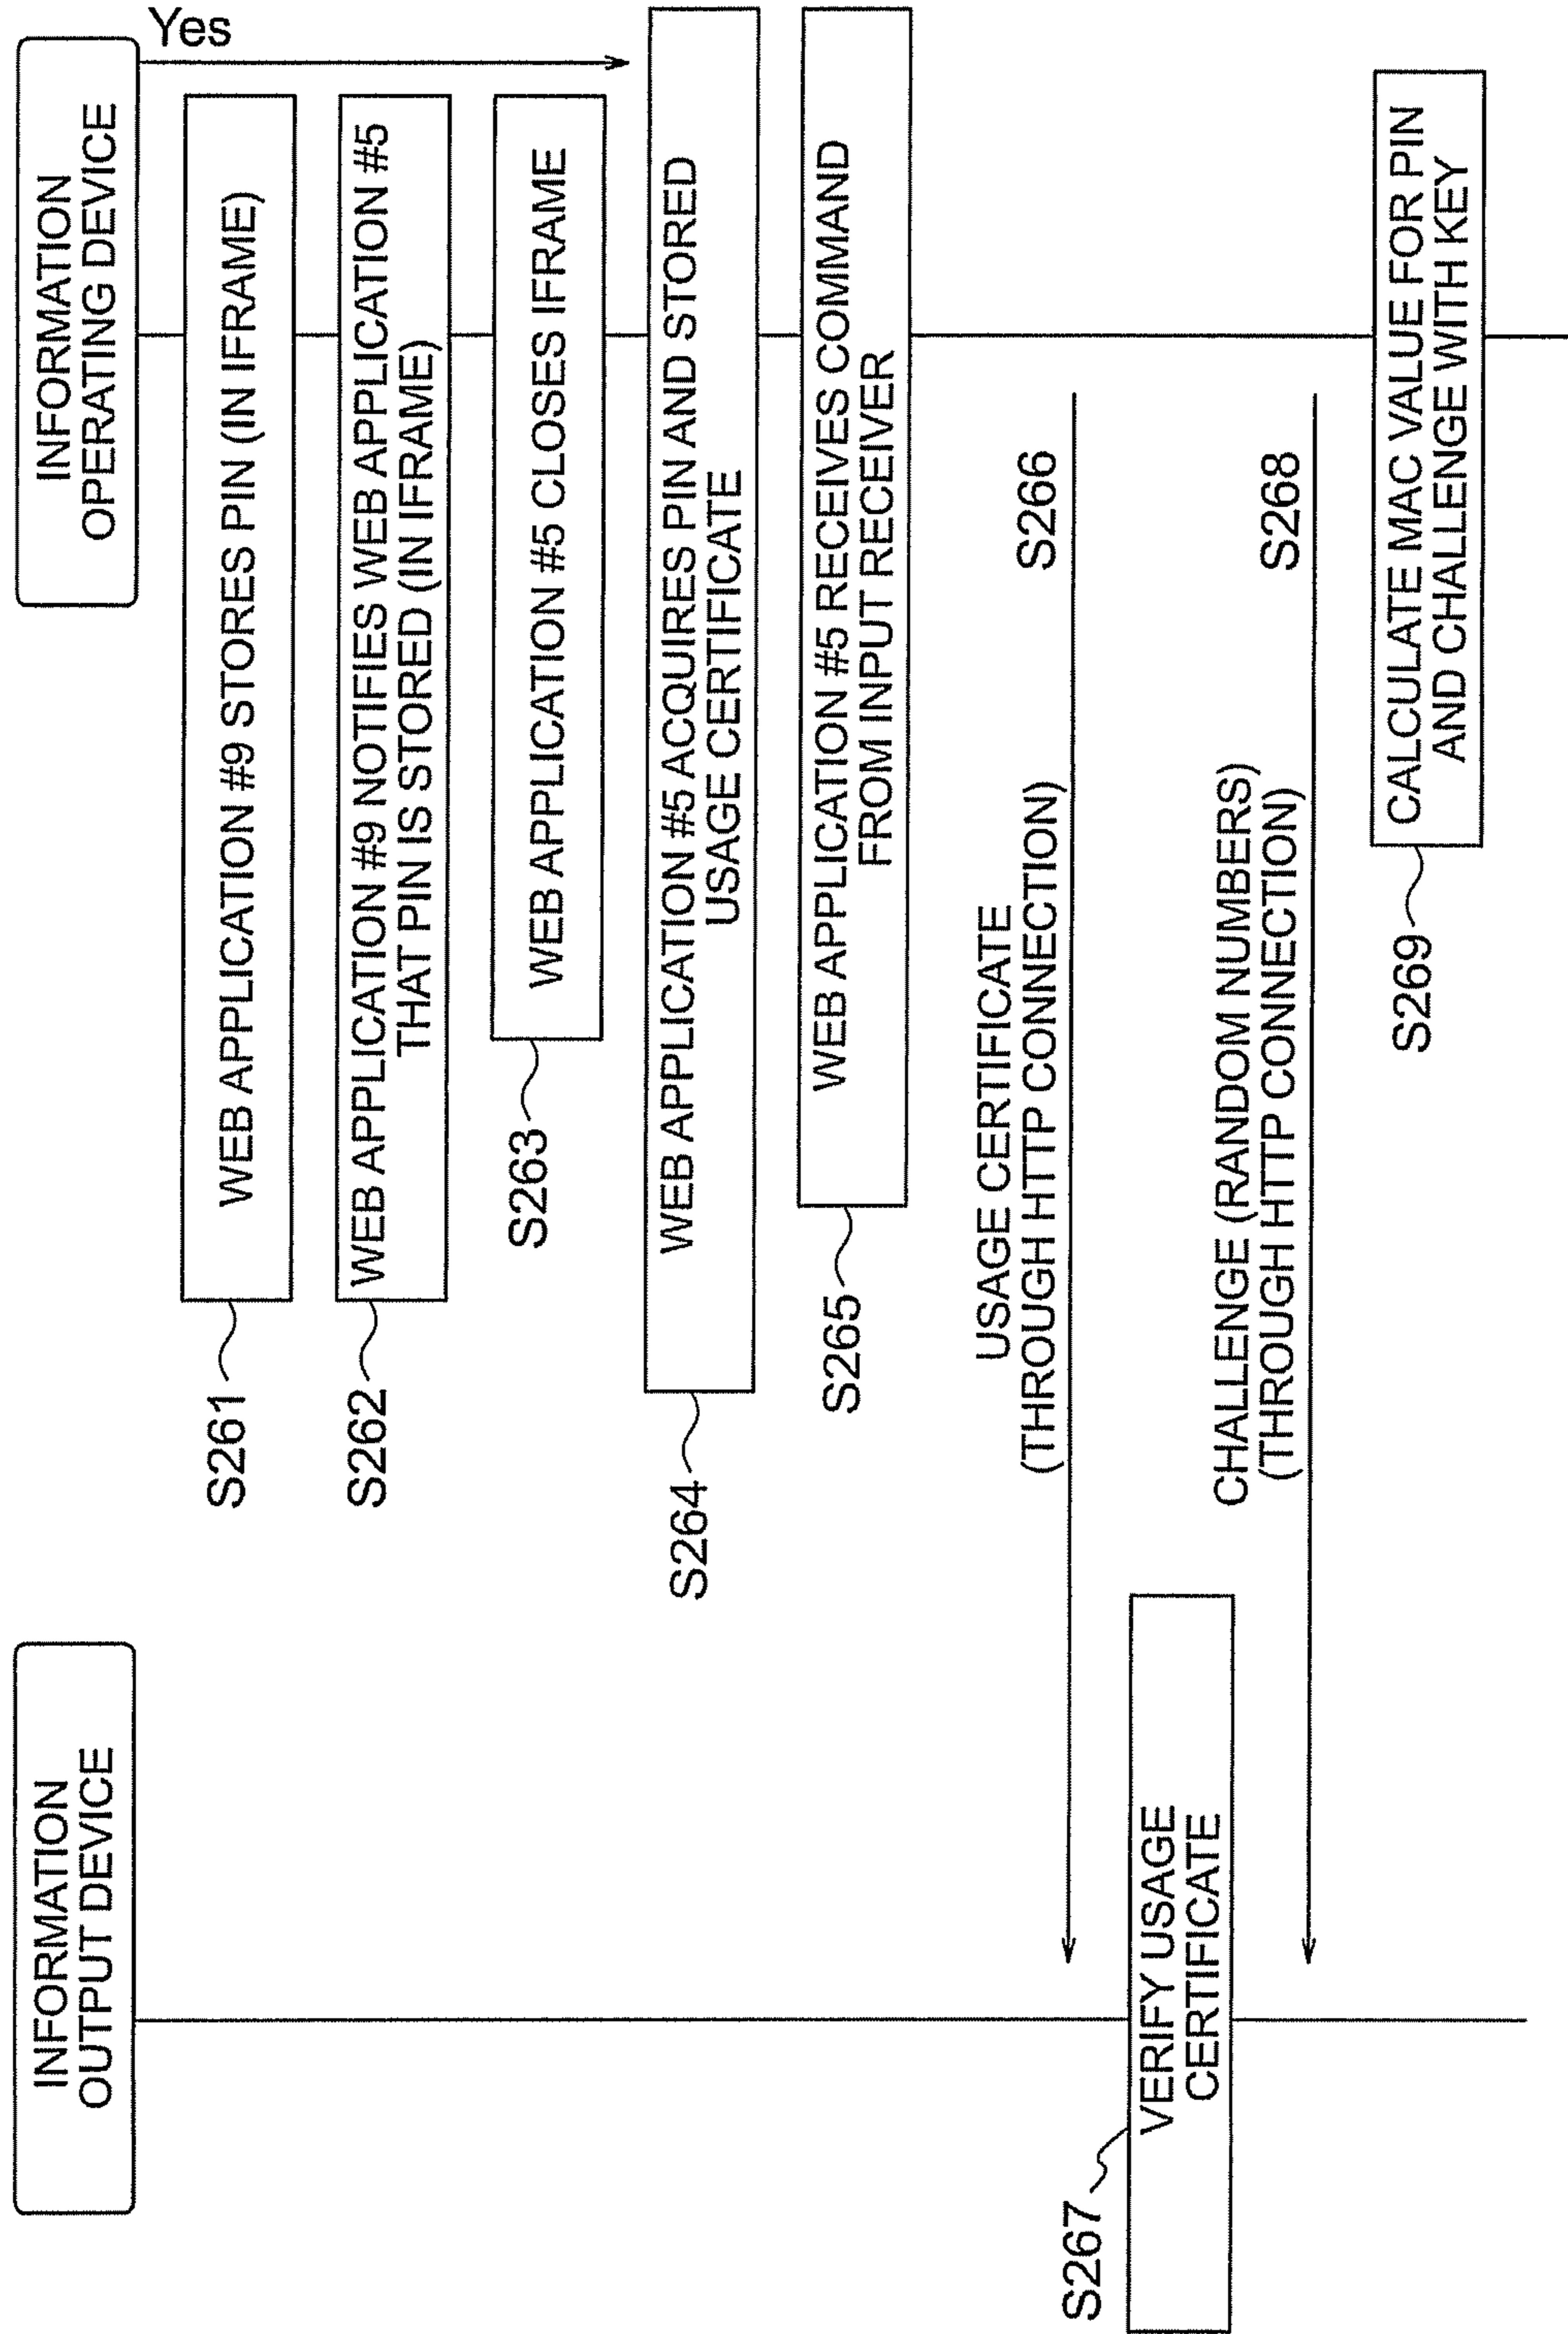 INFORMATION
OUTPUT DEVICE
INFORMATION
OPERATING DEVICE
Yes
S261
WEB APPLICATION #9 STORES PIN (IN IFRAME)
S262
WEB APPLICATION #9 NOTIFIES WEB APPLICATION #5
THAT PIN IS STORED (IN IFRAME)
S263
WEB APPLICATION #5 CLOSES IFRAME
S264
WEB APPLICATION #5 ACQUIRES PIN AND STORED
USAGE CERTIFICATE
S265
WEB APPLICATION #5 RECEIVES COMMAND
FROM INPUT RECEIVER
USAGE CERTIFICATE
(THROUGH HTTP CONNECTION)
S266
S267
VERIFY USAGE
CERTIFICATE
CHALLENGE (RANDOM NUMBERS)
(THROUGH HTTP CONNECTION)
S268
S269
CALCULATE MAC VALUE FOR PIN
AND CHALLENGE WITH KEY